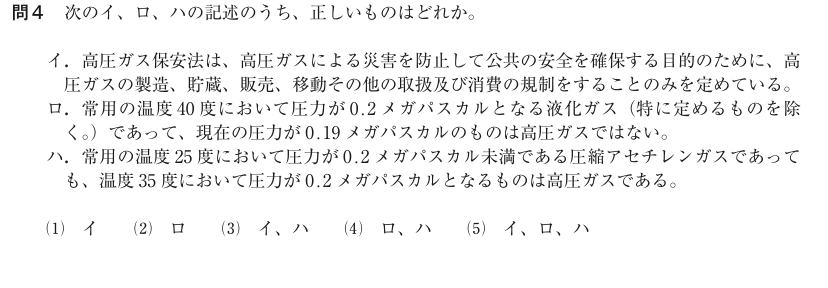 問4 次のイ、ロ、ハの記述のうち、正しいものはどれか。
イ．高圧ガス保安法は、高圧ガスによる災害を防止して公共の安全を確保する目的のために、高
圧ガスの製造、貯蔵、販売、移動その他の取扱及び消費の規制をすることのみを定めている。
ロ．常用の温度40度において圧力が0.2メガパスカルとなる液化ガス（特に定めるものを除
く。）であって、現在の圧力が0.19メガパスカルのものは高圧ガスではない。
ハ．常用の温度25度において圧力が0.2メガパスカル未満である圧縮アセチレンガスであって
も、温度35度において圧力が0.2メガパスカルとなるものは高圧ガスである。
(1) イ (2) ロ (3) イ、ハ (4) ロ、ハ (5) イ、ロ、ハ